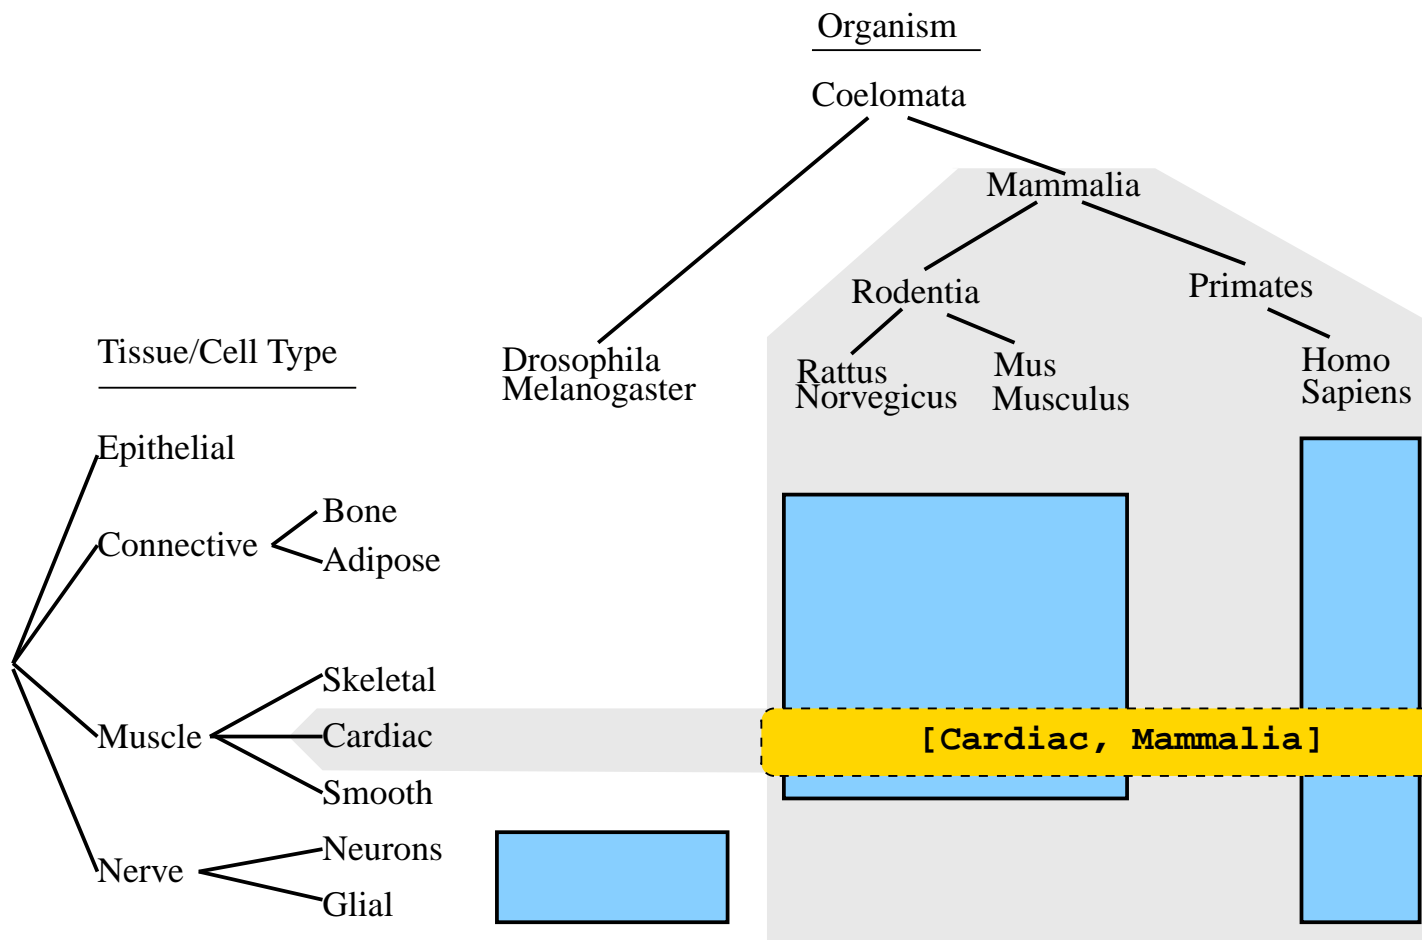 Organism
Coelomata
Mammalia
Rodentia
Primates
Tissue/Cell Type
Drosophila
Melanogaster
Rattus
Norvegicus
Mus
Musculus
Homo
Sapiens
Epithelial
Bone
Connective
Adipose
Skeletal
Muscle
Cardiac
[Cardiac, Mammalia]
Smooth
Neurons
Nerve
Glial